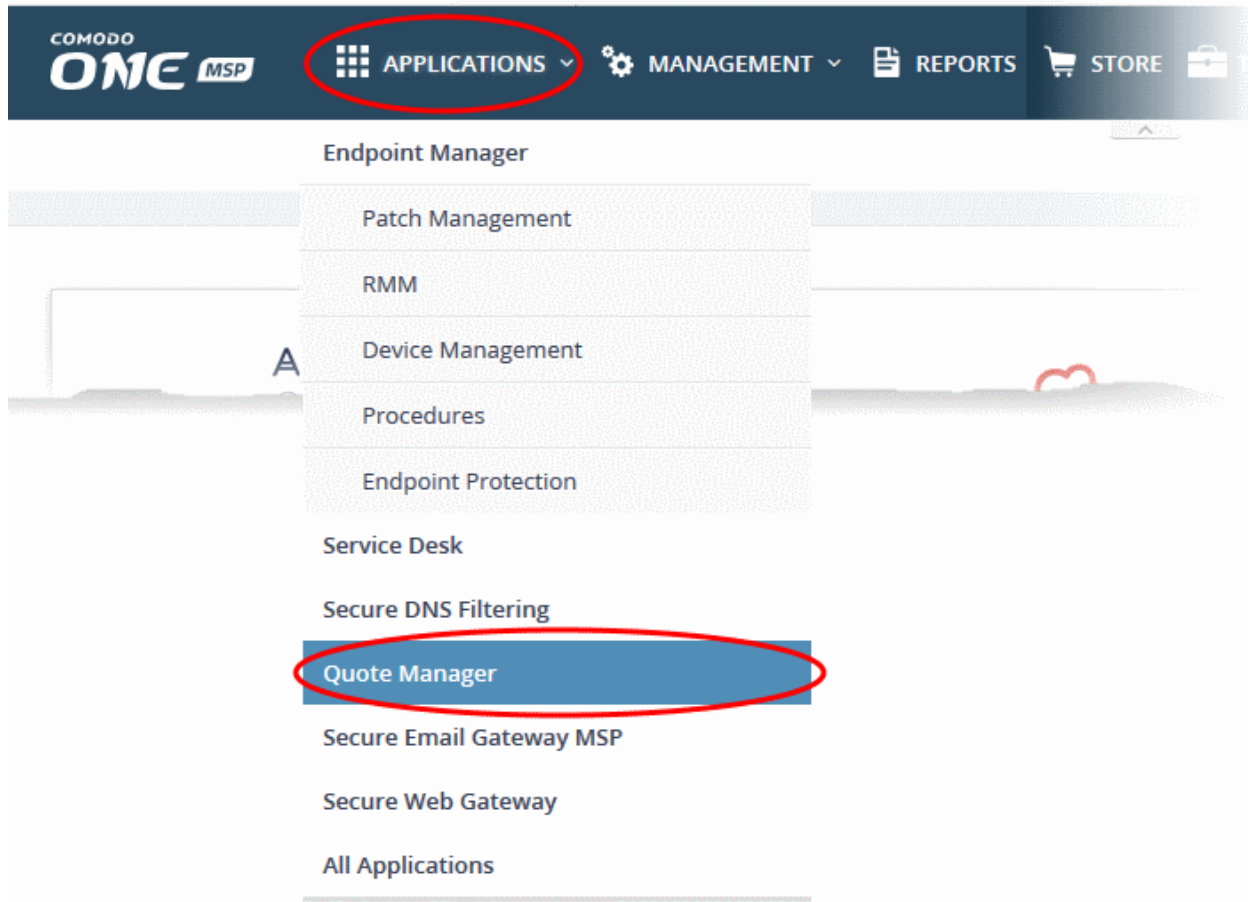 COMODO
ONE MSP
APPLICATIONS
MANAGEMENT
REPORTS
STORE
Endpoint Manager
Patch Management
RMM
A
Device Management
Procedures
Endpoint Protection
Service Desk
Secure DNS Filtering
Quote Manager
Secure Email Gateway MSP
Secure Web Gateway
All Applications